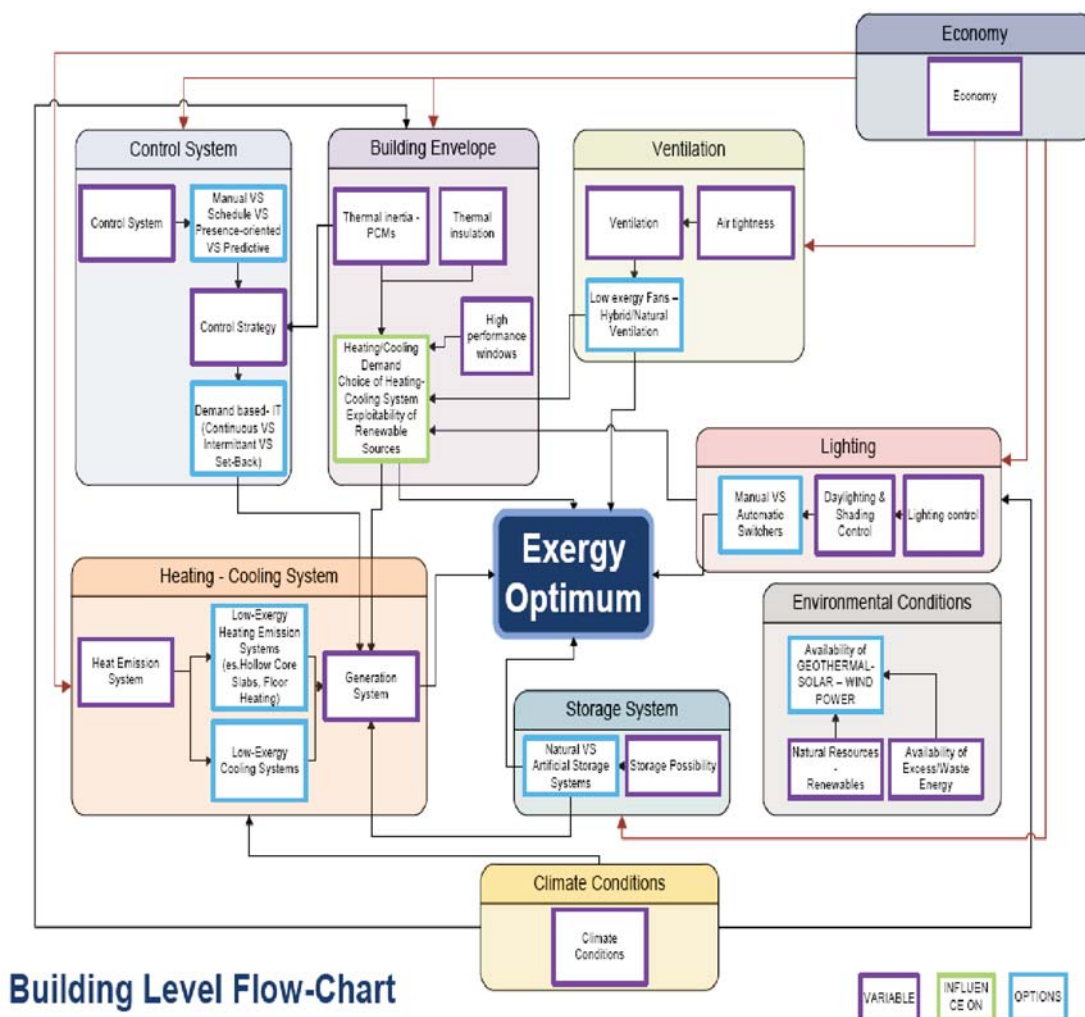 Economy
Economy
Control System
Control System
Manual VS
Schedule VS
Presence-oriented
VS Predictive
Control Strategy
Demand based- IT
(Continuous VS
Intermittant VS
Set-Back)
Building Envelope
Thermal inertia -
PCMs
Thermal
insulation
High
performance
windows
Heating/Cooling
Demand
Choice of Heating-
Cooling System
Exploitability of
Renewable
Sources
Ventilation
Ventilation
Air tightness
Low exergy Fans –
Hybrid/Natural
Ventilation
Lighting
Manual VS
Automatic
Switchers
Daylighting &
Shading
Control
Lighting control
Exergy
Optimum
Heating - Cooling System
Heat Emission
System
Low-Exergy
Heating Emission
Systems
(es.Hollow Core
Slabs, Floor
Heating)
Low-Exergy
Cooling Systems
Generation
System
Environmental Conditions
Availability of
GEOTHERMAL-
SOLAR – WIND
POWER
Natural Resources
-
Renewables
Availability of
Excess/Waste
Energy
Storage System
Natural VS
Artificial Storage
Systems
Storage Possibility
Climate Conditions
Climate
Conditions
Building Level Flow-Chart
VARIABLE
INFLUEN
CE ON
OPTIONS